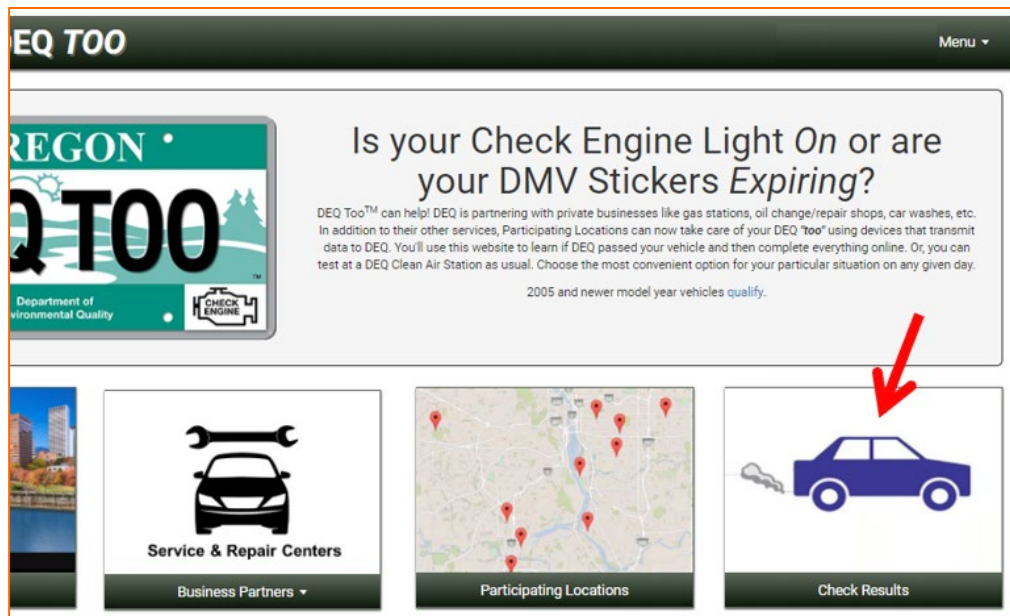 EQ TOO
Menu
REGON
Q TOO
TM
Department of
vironmental Quality
CHECK
ENGINE
Is your Check Engine Light On or are
your DMV Stickers Expiring?
DEQ Too™ can help! DEQ is partnering with private businesses like gas stations, oil change/repair shops, car washes, etc.
In addition to their other services, Participating Locations can now take care of your DEQ "too" using devices that transmit
data to DEQ. You'll use this website to learn if DEQ passed your vehicle and then complete everything online. Or, you can
test at a DEQ Clean Air Station as usual. Choose the most convenient option for your particular situation on any given day.
2005 and newer model year vehicles qualify.
Service & Repair Centers
Business Partners
Participating Locations
Check Results